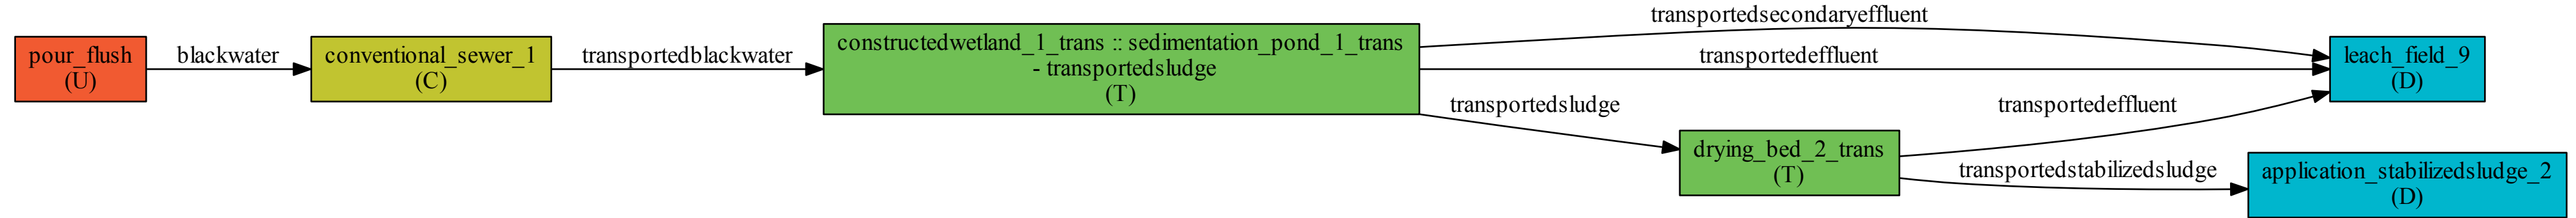 pour_flush
(U)
blackwater
conventional_sewer_1
(C)
transportedblackwater
constructedwetland_1_trans :: sedimentation_pond_1_trans
- transportedsludge
(T)
transportedsecondaryeffluent
transportedeffluent
transportedsludge
drying_bed_2_trans
(T)
transportedeffluent
transportedstabilizedsludge
leach_field_9
(D)
application_stabilizedsludge_2
(D)